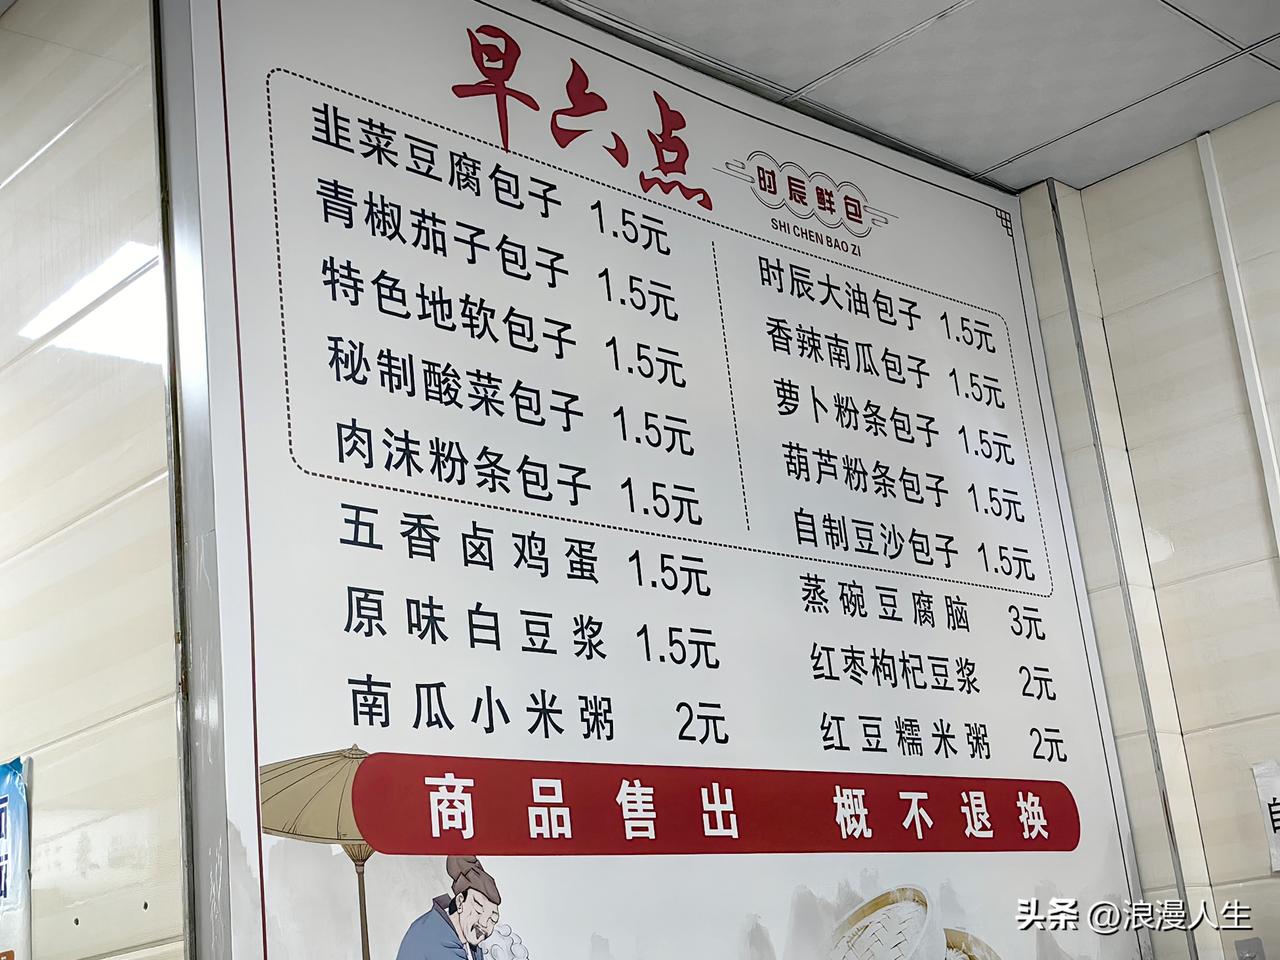 早六点
时辰鲜包
SHI CHEN BAO ZI
韭菜豆腐包子 1.5元
青椒茄子包子 1.5元
特色地软包子 1.5元
秘制酸菜包子 1.5元
肉沫粉条包子 1.5元
时辰大油包子 1.5元
香辣南瓜包子 1.5元
萝卜粉条包子 1.5元
葫芦粉条包子 1.5元
自制豆沙包子 1.5元
五香卤鸡蛋 1.5元
原味白豆浆 1.5元
南瓜小米粥 2元
蒸碗豆腐脑 3元
红枣枸杞豆浆 2元
红豆糯米粥 2元
商品售出 概不退换
头条 @浪漫人生